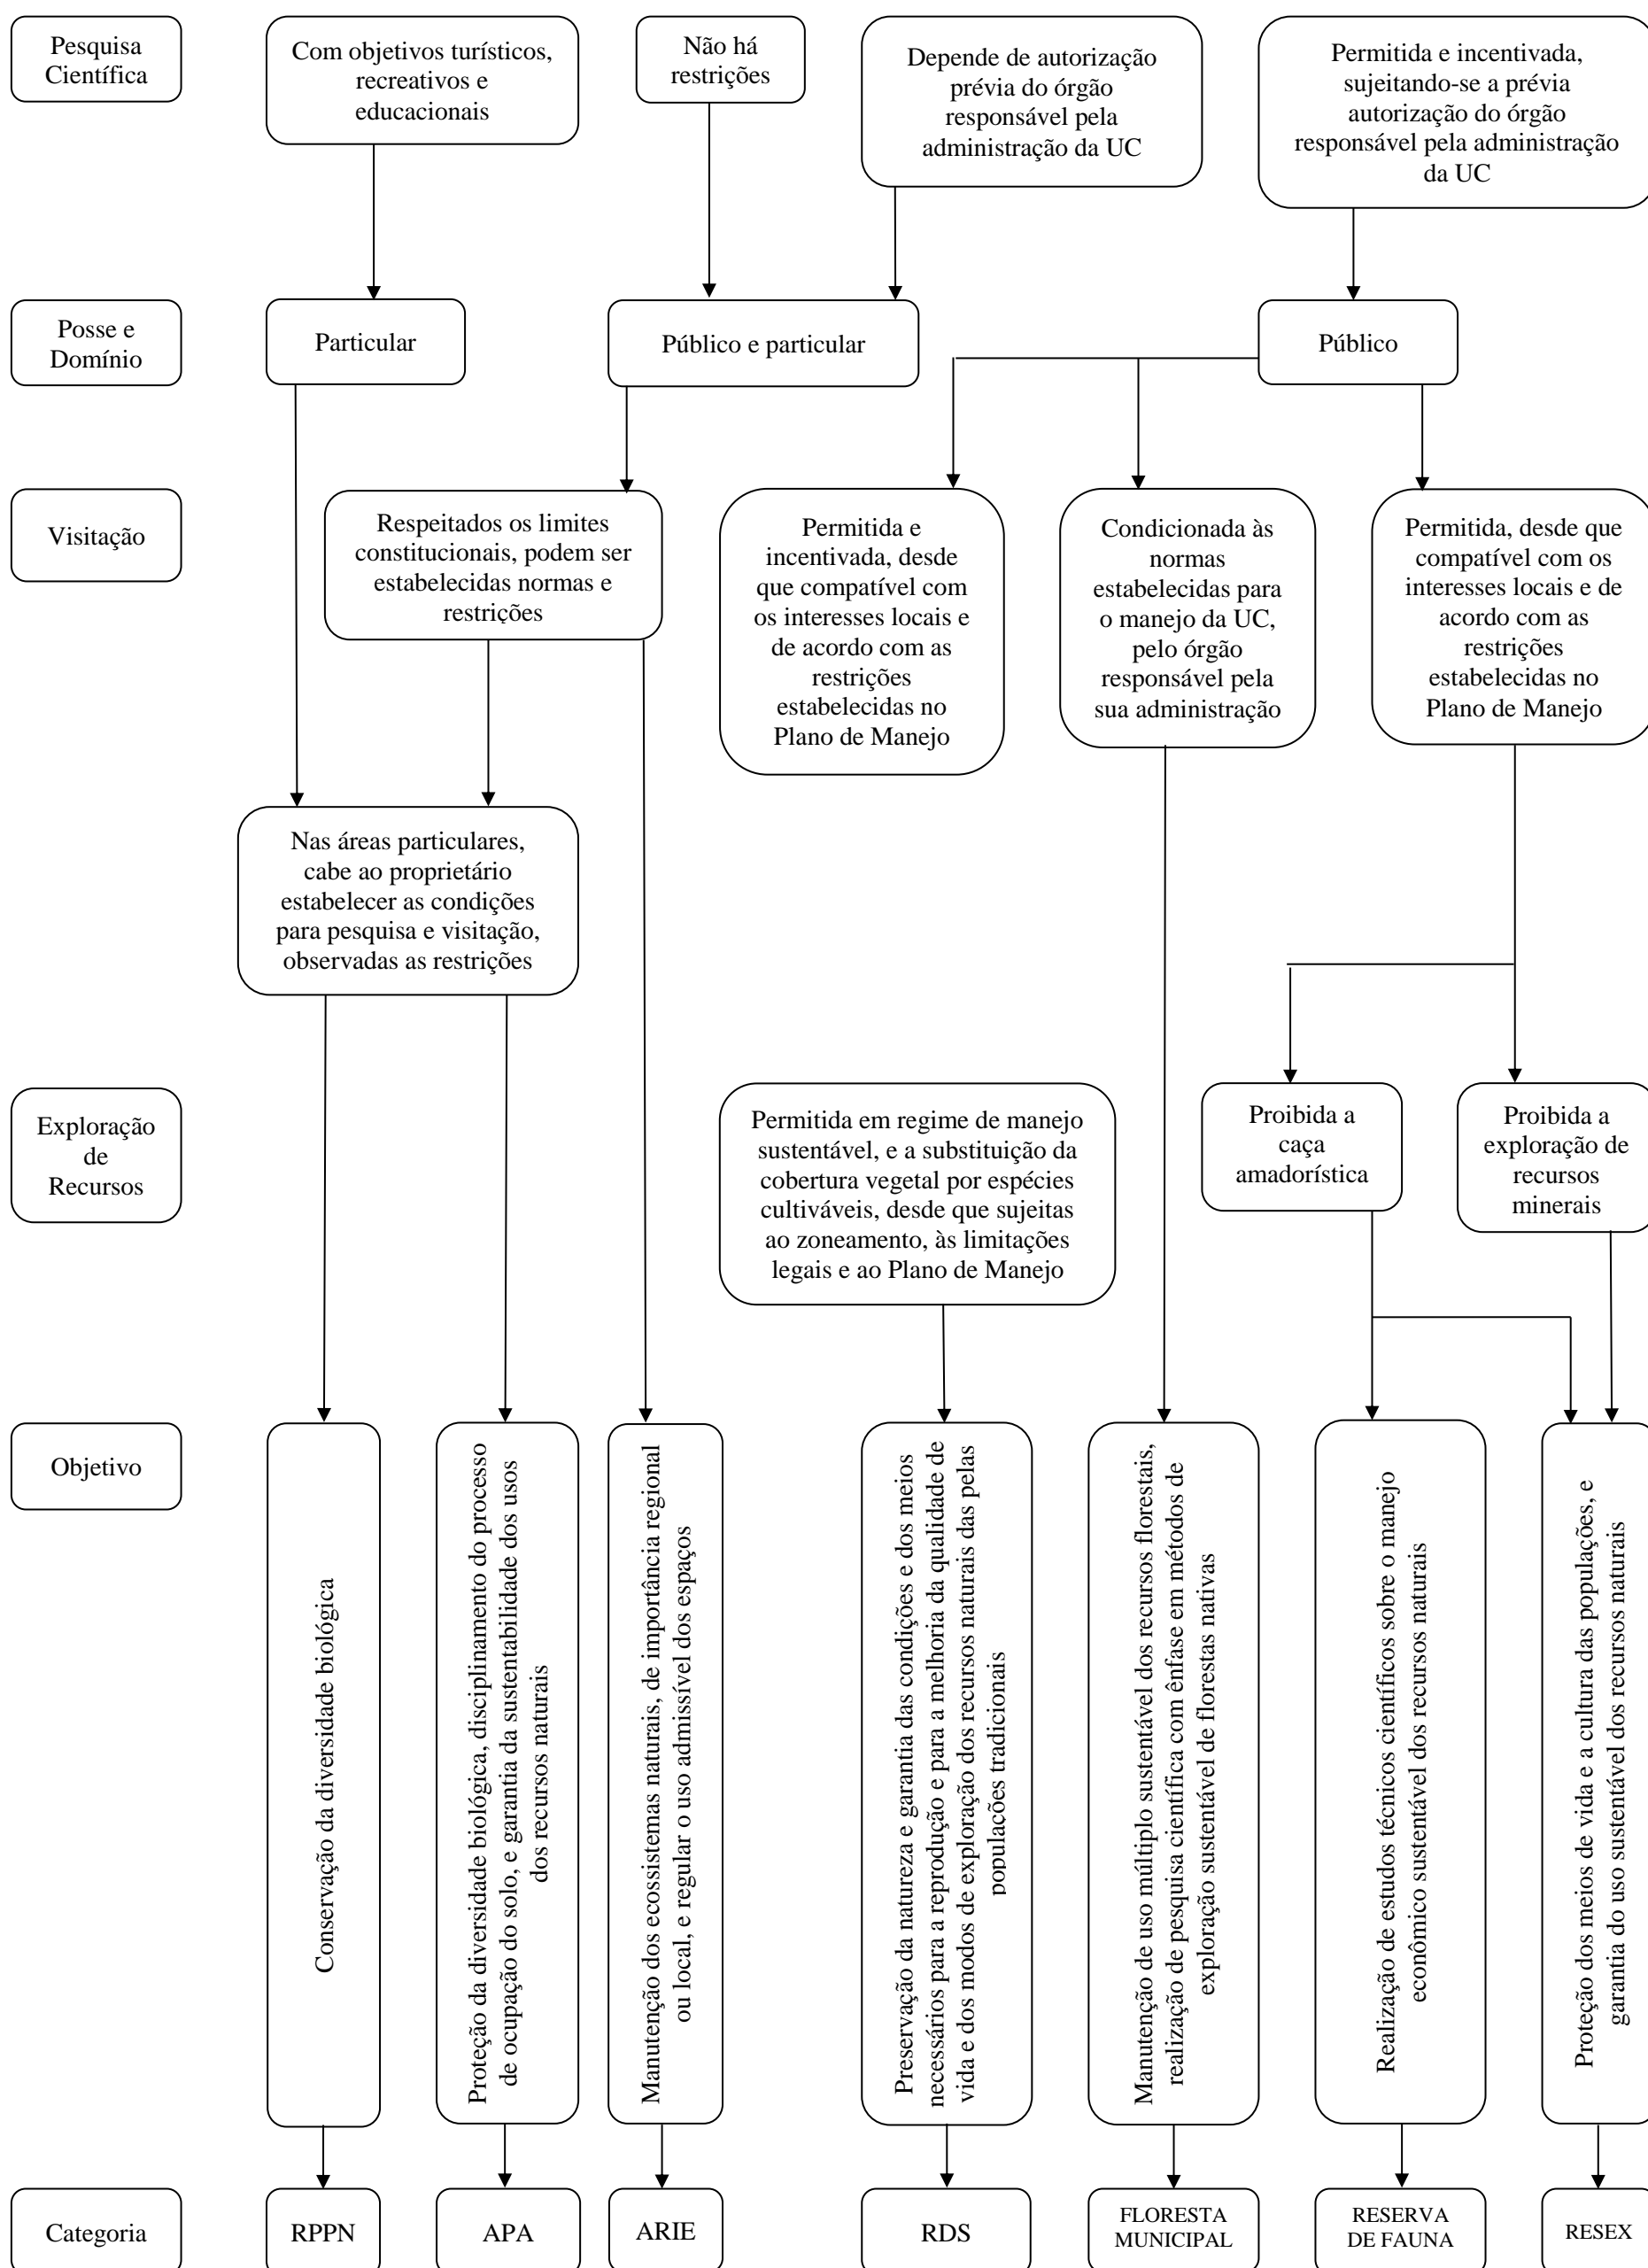 Pesquisa
Científica
Com objetivos turísticos,
recreativos e
educacionais
Não há
restrições
Depende de autorização
prévia do órgão
responsável pela
administração da UC
Permitida e incentivada,
sujeitando-se a prévia
autorização do órgão
responsável pela administração
da UC
Posse e
Domínio
Particular
Público e particular
Público
Visitação
Respeitados os limites
constitucionais, podem ser
estabelecidas normas e
restrições
Permitida e
incentivada, desde
que compatível com
os interesses locais e
de acordo com as
restrições
estabelecidas no
Plano de Manejo
Condicionada às
normas
estabelecidas para
o manejo da UC,
pelo órgão
responsável pela
sua administração
Permitida, desde que
compatível com os
interesses locais e de
acordo com as
restrições
estabelecidas no
Plano de Manejo
Nas áreas particulares,
cabe ao proprietário
estabelecer as condições
para pesquisa e visitação,
observadas as restrições
Exploração
de
Recursos
Permitida em regime de manejo
sustentável, e a substituição da
cobertura vegetal por espécies
cultiváveis, desde que sujeitas
ao zoneamento, às limitações
legais e ao Plano de Manejo
Proibida a
caça
amadorística
Proibida a
exploração de
recursos
minerais
Objetivo
Conservação da diversidade biológica
Proteção da diversidade biológica, disciplinamento do processo
de ocupação do solo, e garantia da sustentabilidade dos usos
dos recursos naturais
Manutenção dos ecossistemas naturais, de importância regional
ou local, e regular o uso admissível dos espaços
Preservação da natureza e garantia das condições e dos meios
necessários para a reprodução e para a melhoria da qualidade de
vida e dos modos de exploração dos recursos naturais das pelas
populações tradicionais
Manutenção de uso múltiplo sustentável dos recursos florestais,
realização de pesquisa científica com ênfase em métodos de
exploração sustentável de florestas nativas
Realização de estudos técnicos científicos sobre o manejo
econômico sustentável dos recursos naturais
Proteção dos meios de vida e a cultura das populações, e
garantia do uso sustentável dos recursos naturais
Categoria
RPPN
APA
ARIE
RDS
FLORESTA
MUNICIPAL
RESERVA
DE FAUNA
RESEX